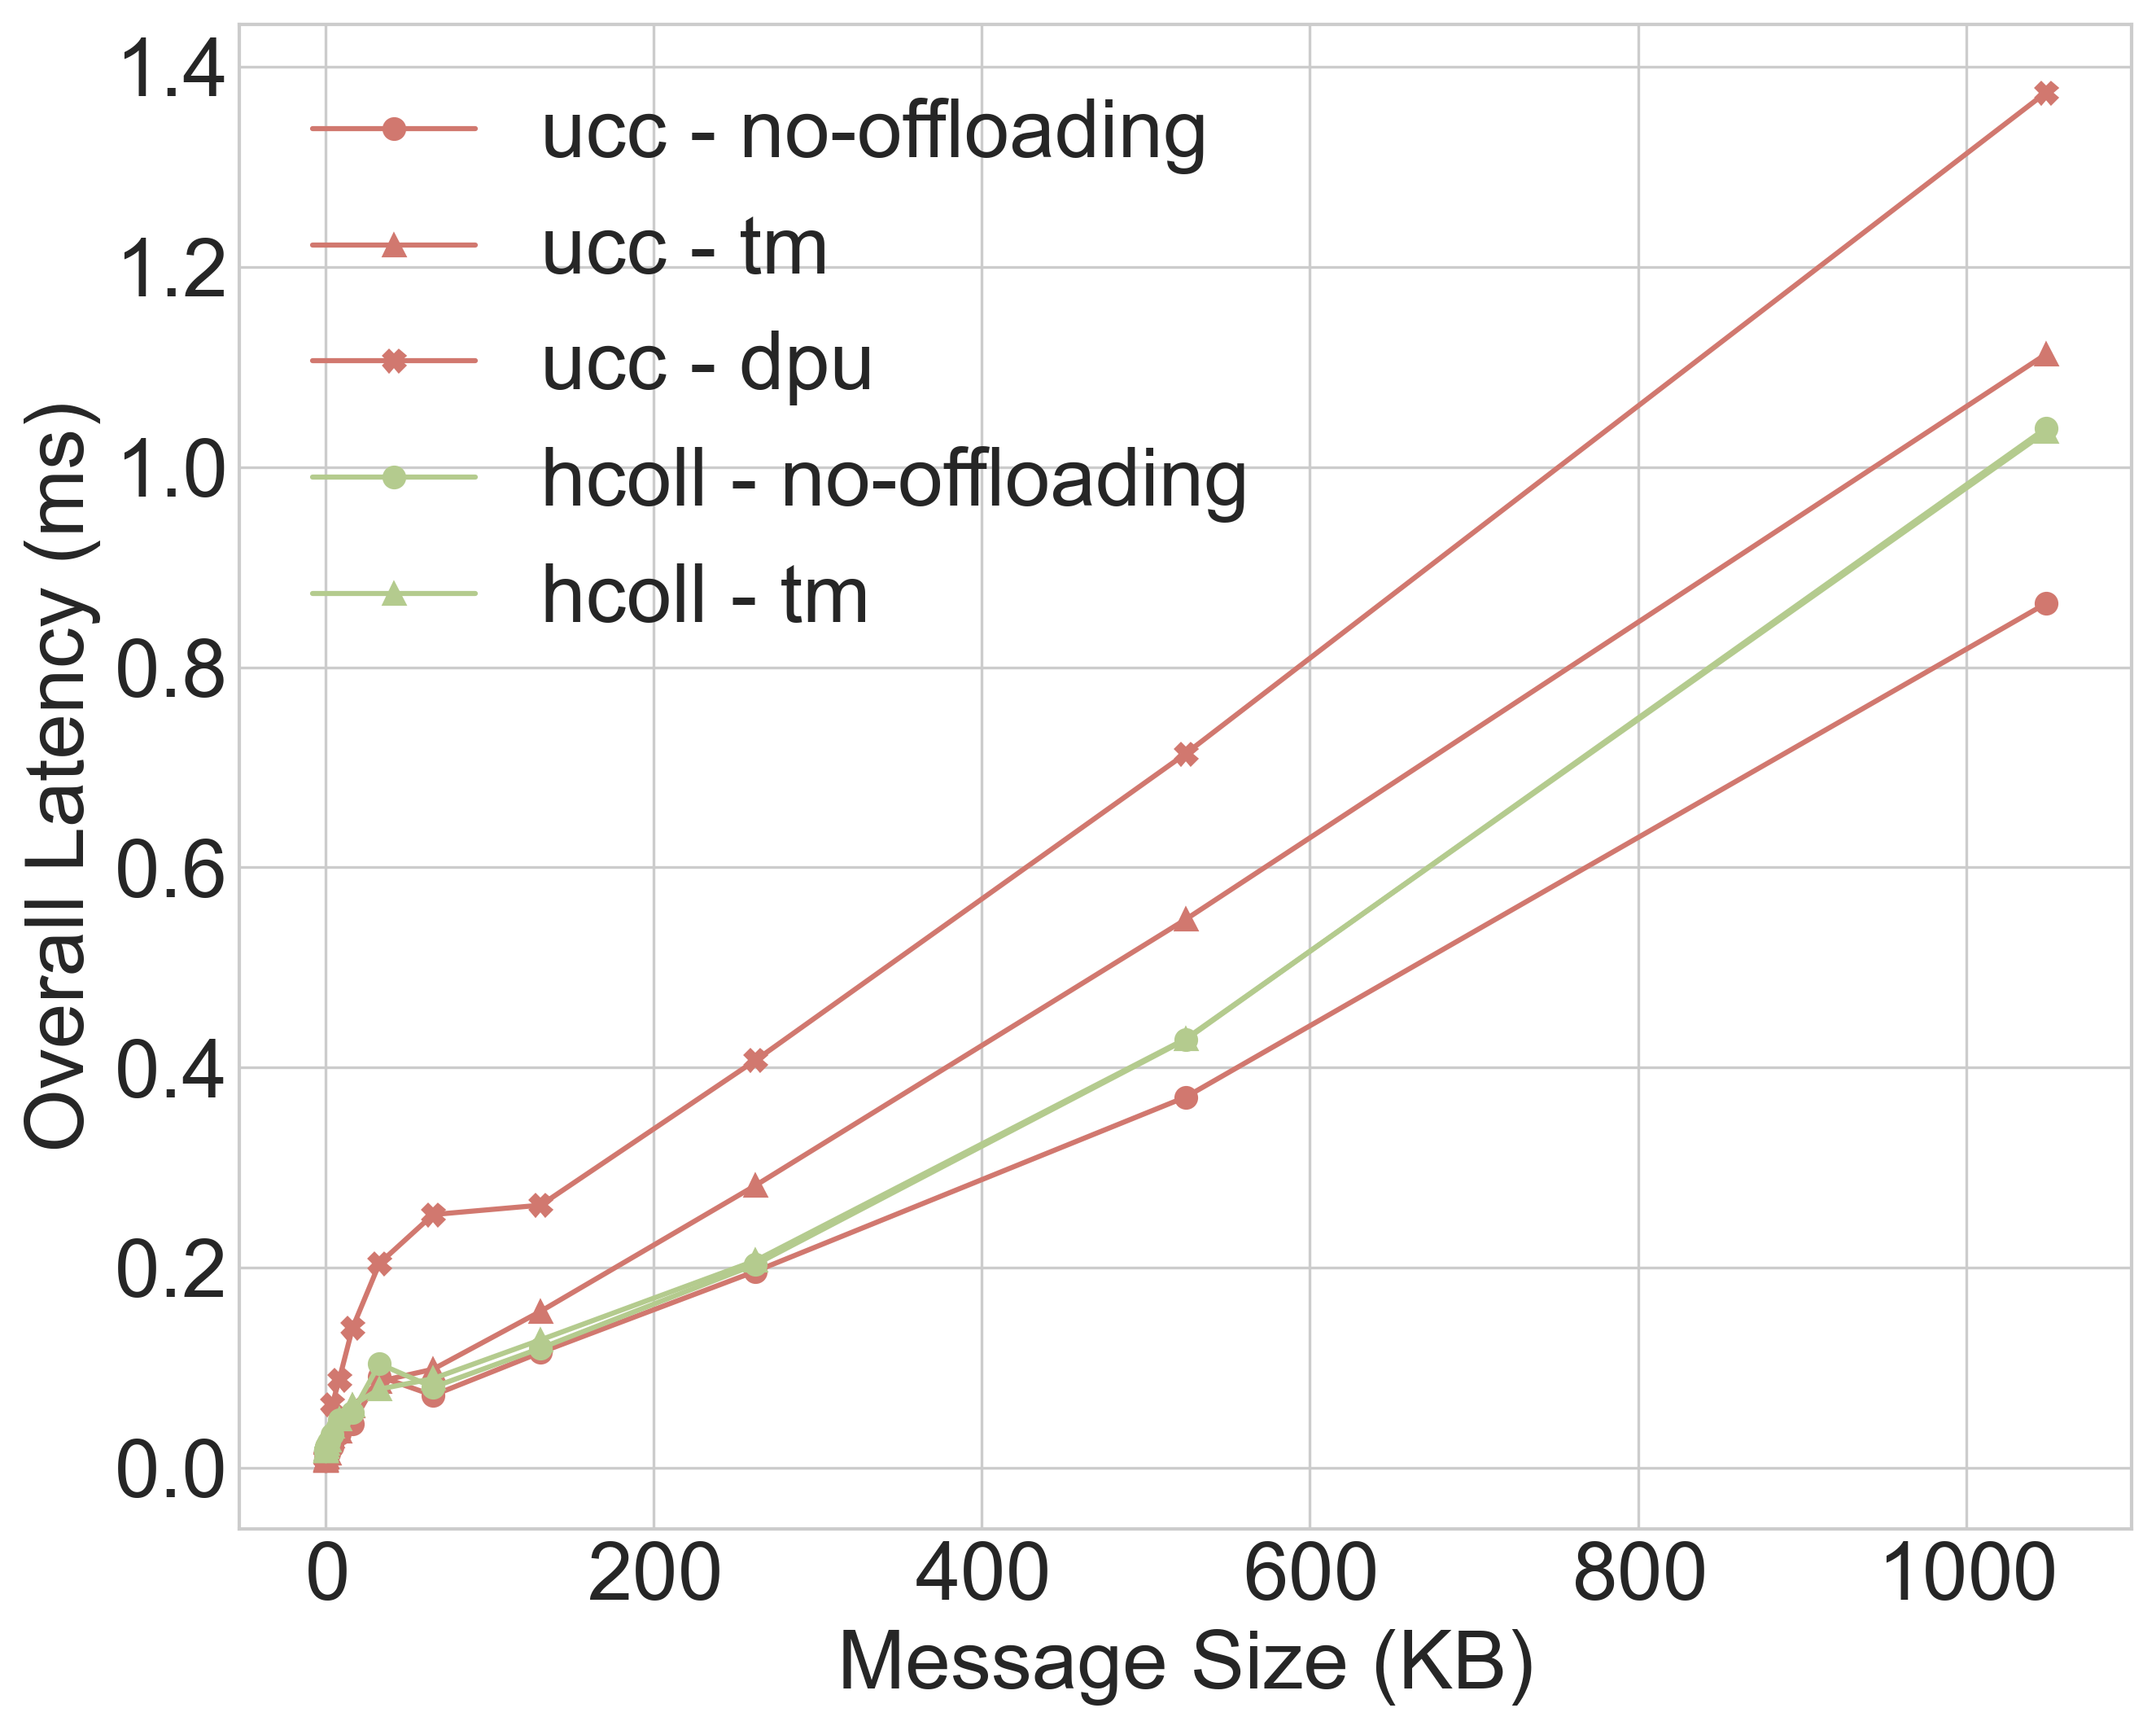 1.4
1.2
1.0
0.8
0.6
0.4
0.2
0.0
Overall Latency (ms)
ucc - no-offloading
ucc - tm
ucc - dpu
hcoll - no-offloading
hcoll - tm
0 200 400 600 800 1000
Message Size (KB)